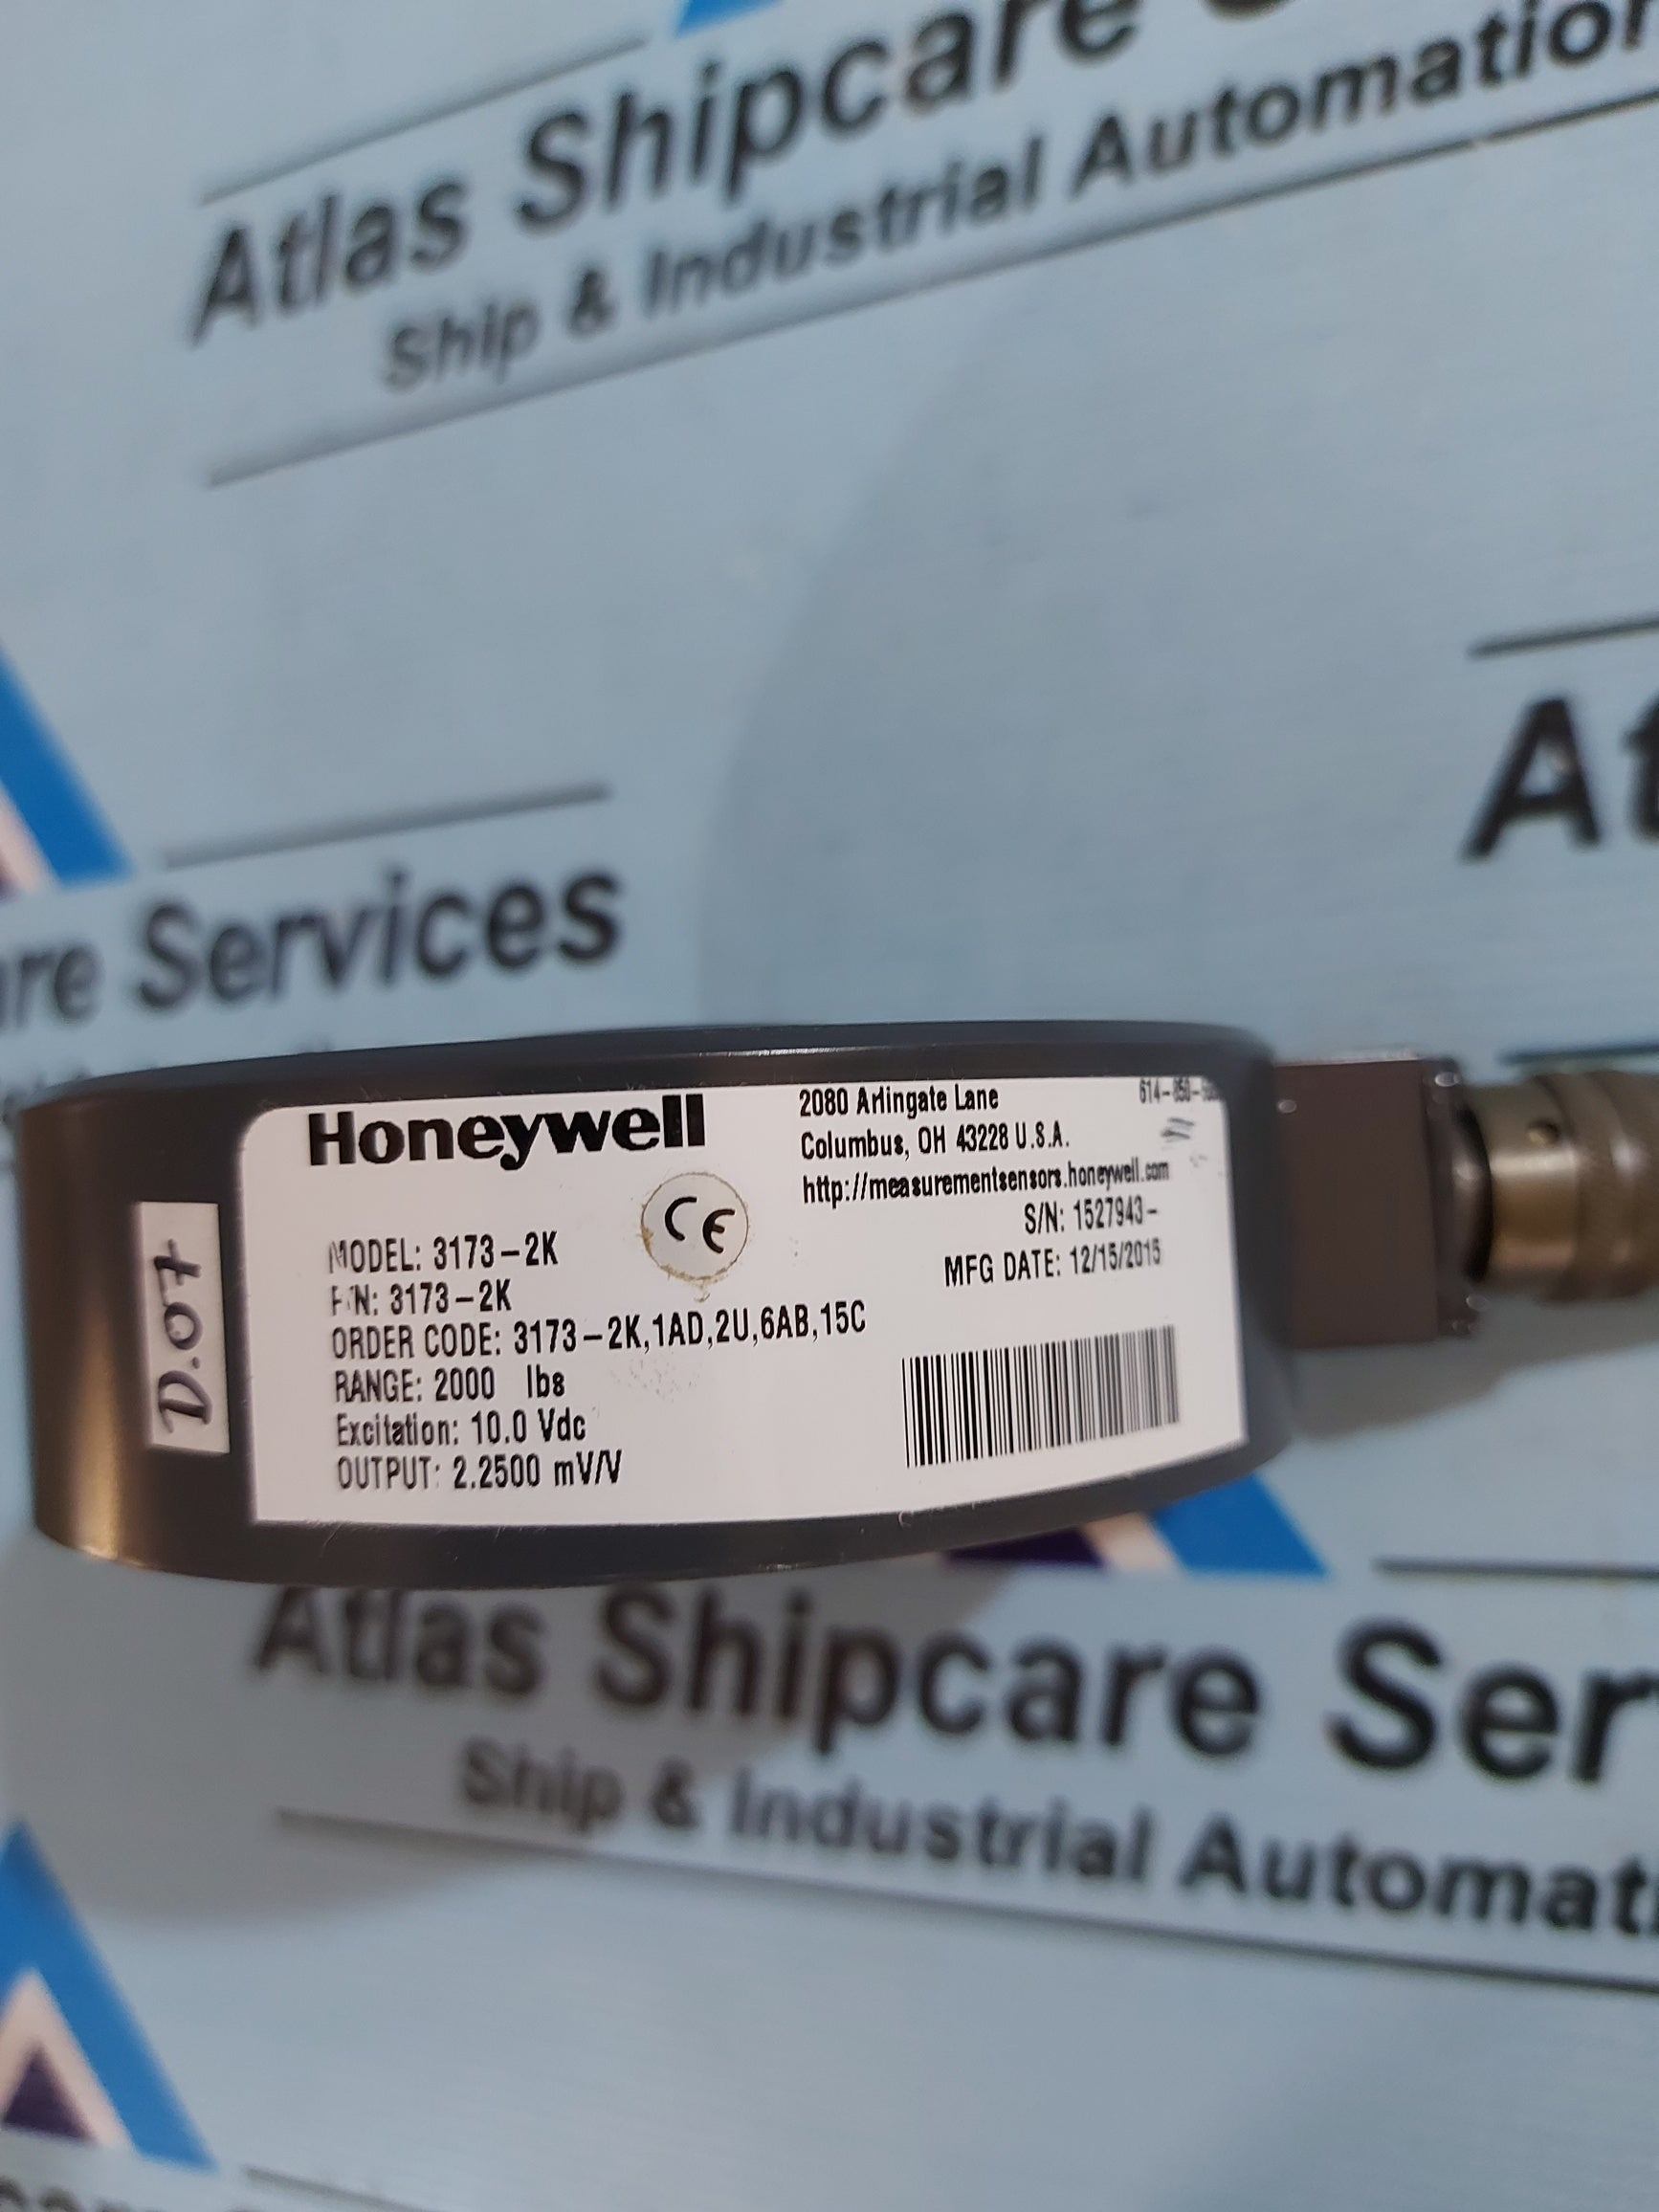 Atlas Shipcare
Ship & Industrial Automation
At
re Services
Honeywell
2080 Arlingate Lane
Columbus, OH 43228 U.S.A.
http://measurementsensors.honeywell.com
S/N: 1527943-
MFG DATE: 12/15/2015
CE
MODEL: 3173-2K
P/N: 3173-2K
ORDER CODE: 3173-2K,1AD,2U,6AB,15C
RANGE: 2000 lbs
Excitation: 10.0 Vdc
OUTPUT: 2.2500 mV/V
D.07
Atlas Shipcare Ser
Ship & Industrial Automati